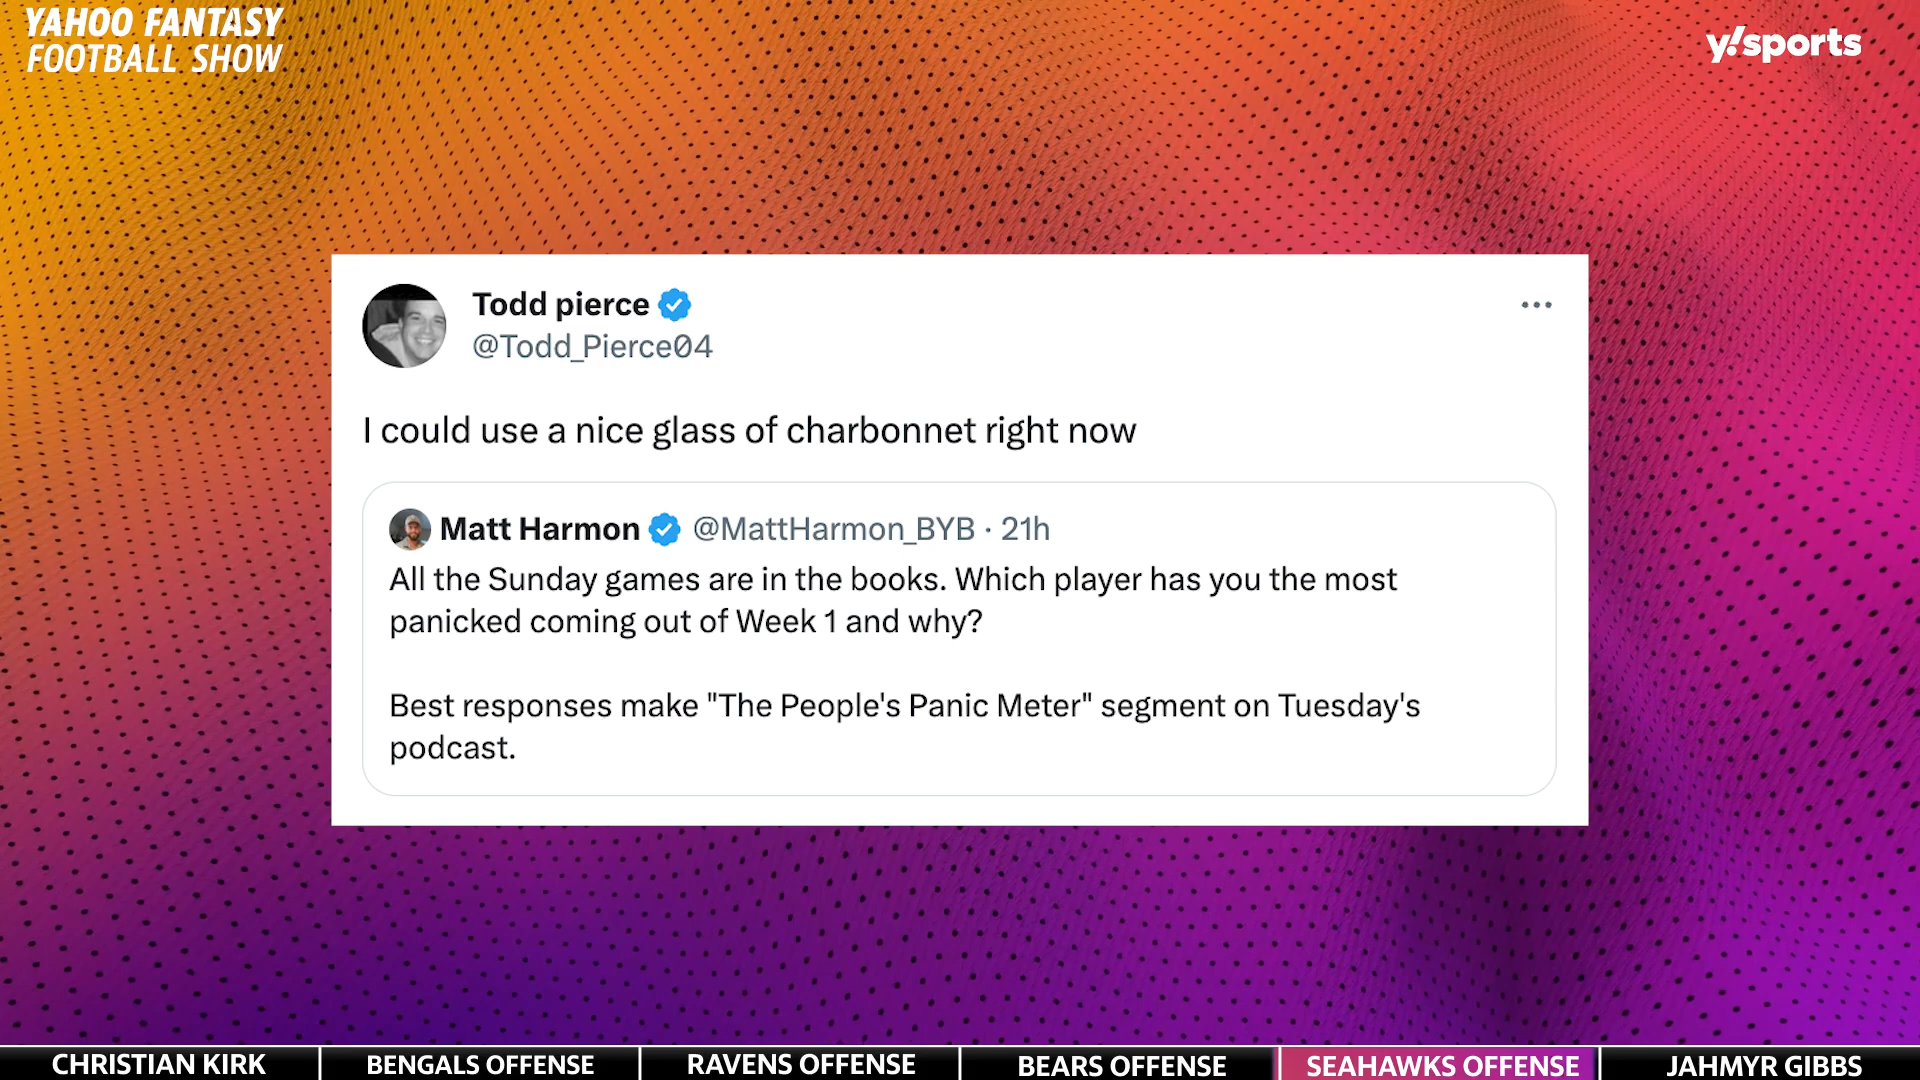 YAHOO FANTASY
FOOTBALL SHOW
y!sports
Todd pierce
@Todd_Pierce04
I could use a nice glass of charbonnet right now
Matt Harmon @MattHarmon_BYB · 21h
All the Sunday games are in the books. Which player has you the most
panicked coming out of Week 1 and why?
Best responses make "The People's Panic Meter" segment on Tuesday's
podcast.
CHRISTIAN KIRK
BENGALS OFFENSE
RAVENS OFFENSE
BEARS OFFENSE
SEAHAWKS OFFENSE
JAHMYR GIBBS